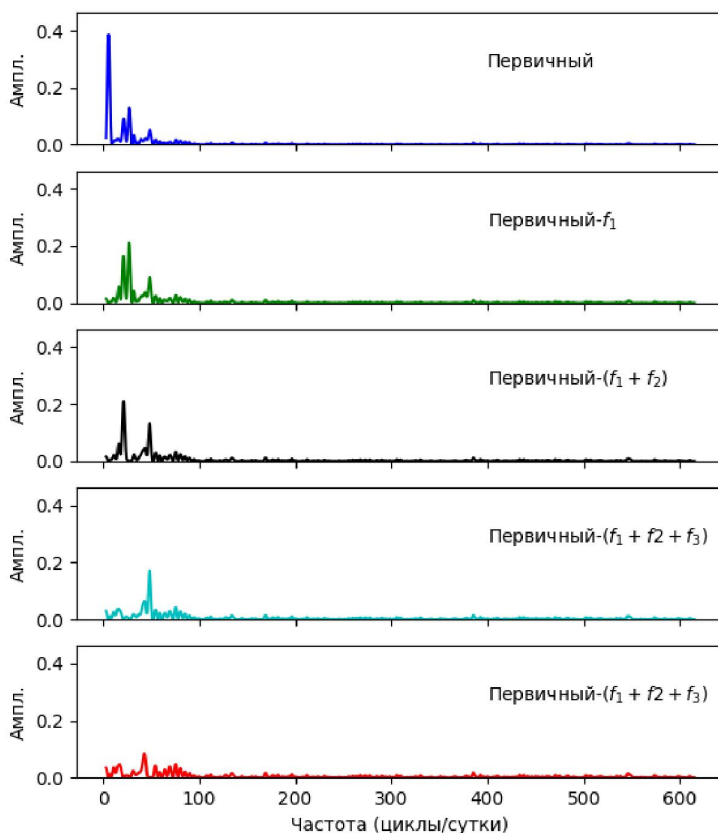 0.4
Первичный
0.2
Ампл.
0.0
0.4
Первичный-f₁
0.2
Ампл.
0.0
0.4
Первичный-(f₁ + f₂)
0.2
Ампл.
0.0
0.4
Первичный-(f₁ + f2 + f₃)
0.2
Ампл.
0.0
0.4
Первичный-(f₁ + f2 + f₃)
0.2
Ампл.
0.0
0 100 200 300 400 500 600
Частота (циклы/сутки)